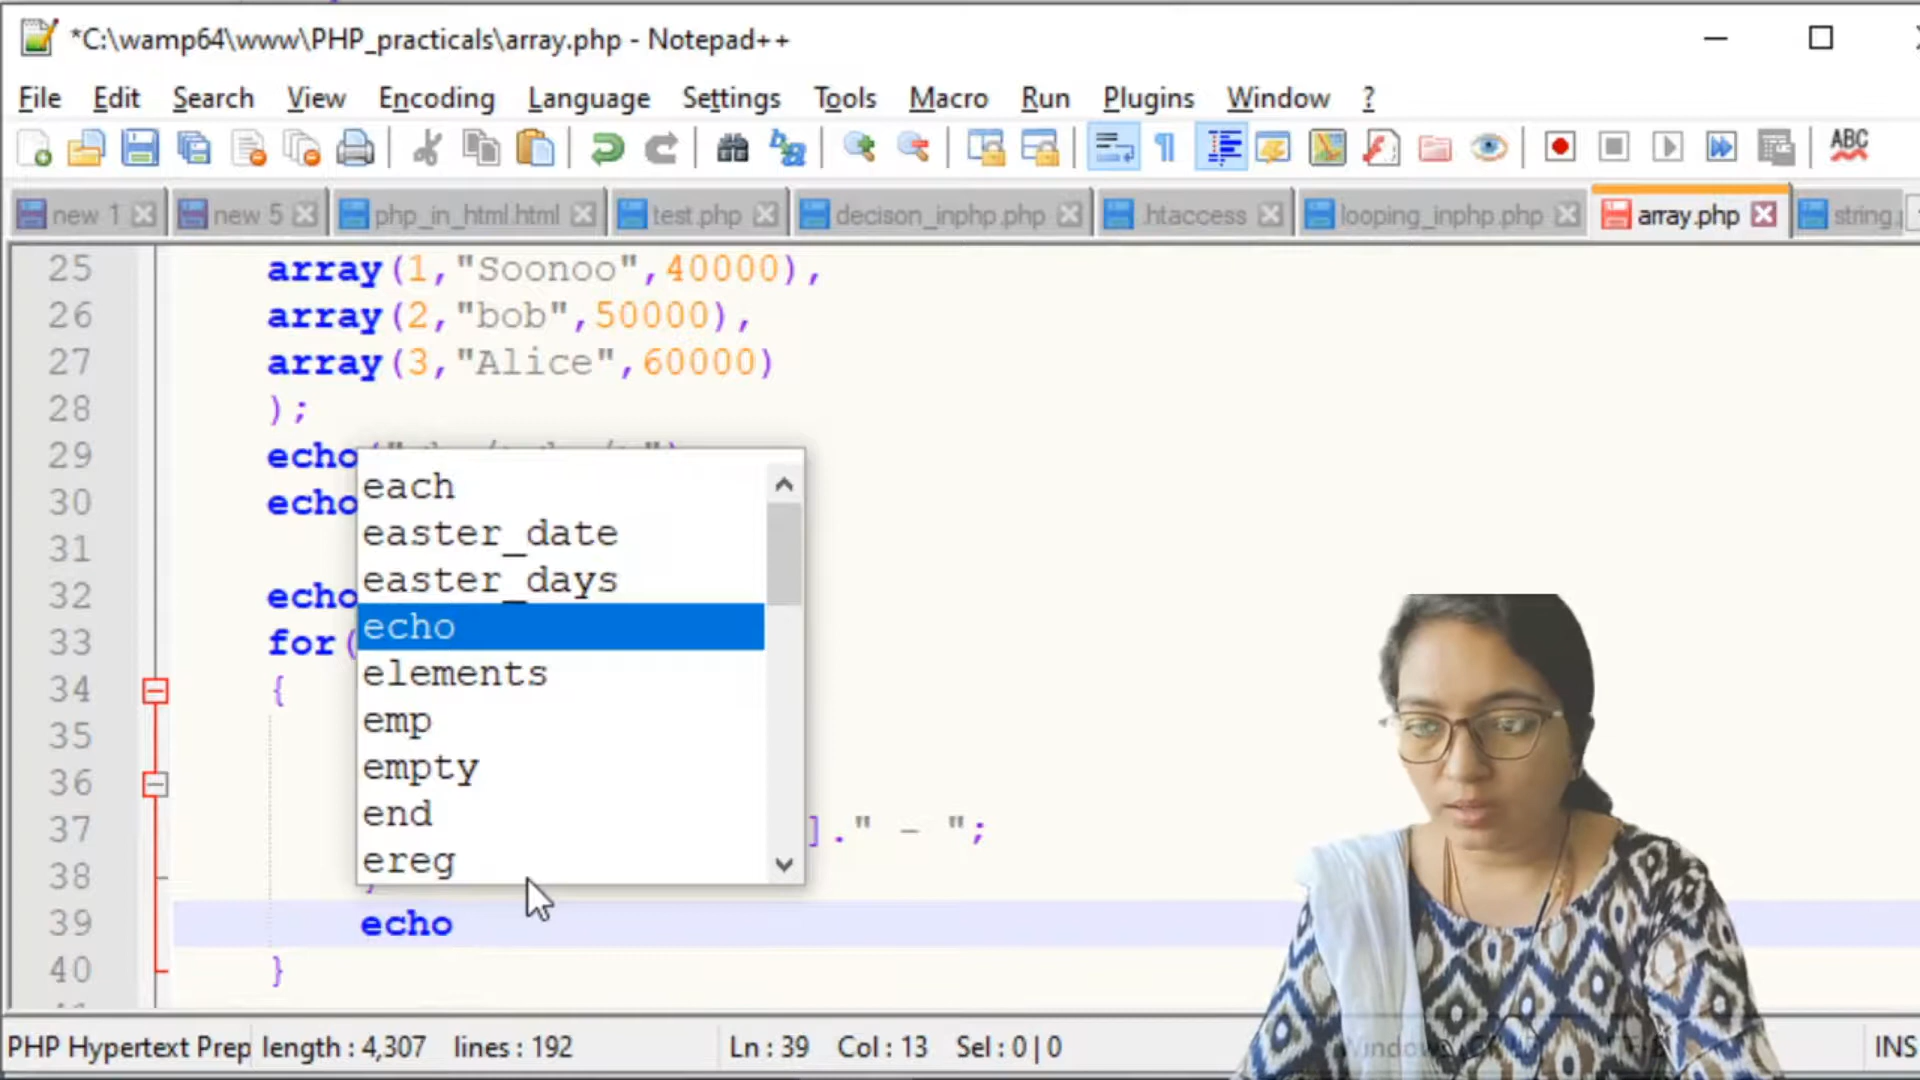 *C:\wamp64\www\PHP_practicals\array.php - Notepad++
File Edit Search View Encoding Language Settings Tools Macro Run Plugins Window ?
ABC
new 1 new 5 php_in_html.html test.php decison_inphp.php .htaccess looping_inphp.php array.php string.
25 array(1,"Soonoo",40000),
26 array(2,"bob",50000),
27 array(3,"Alice",60000)
28 );
29 echo
30 echo
31
32 echo
33 for(
34 {
35
36
37 ]." - ";
38
39 echo
40 }
each
easter_date
easter_days
echo
elements
emp
empty
end
ereg
PHP Hypertext Prep length : 4,307 lines : 192 Ln : 39 Col : 13 Sel : 0 | 0 INS